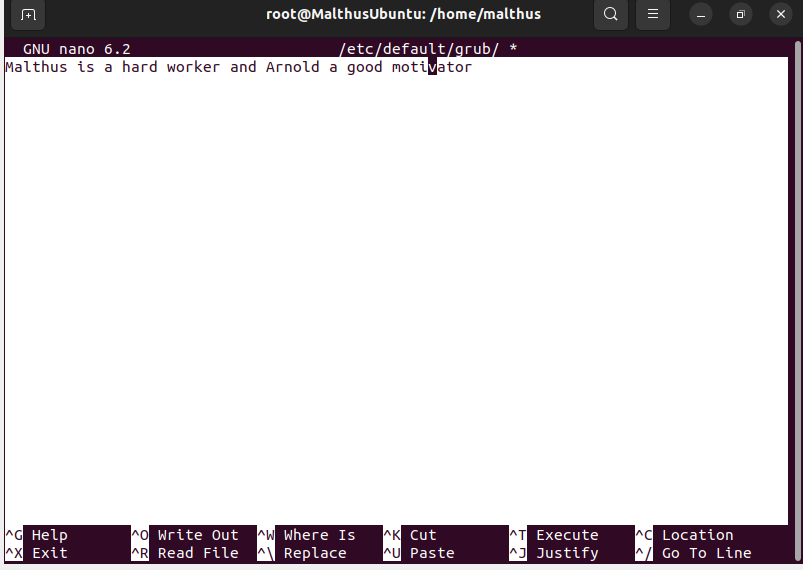 root@MalthusUbuntu: /home/malthus
GNU nano 6.2 /etc/default/grub/ *
Malthus is a hard worker and Arnold a good motivator
^G Help ^O Write Out ^W Where Is ^K Cut ^T Execute ^C Location
^X Exit ^R Read File ^\ Replace ^U Paste ^J Justify ^/ Go To Line